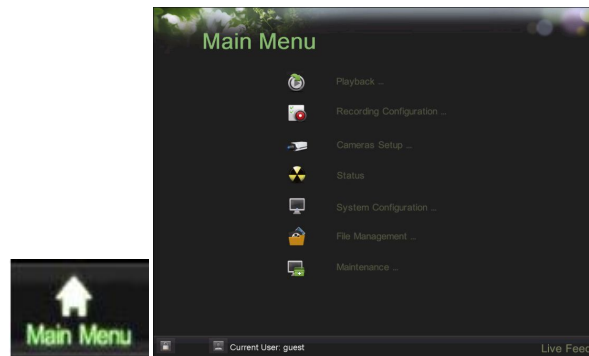 Main Menu
Playback ...
Recording Configuration ...
Cameras Setup ...
Status
System Configuration ...
File Management ...
Maintenance ...
Main Menu
Current User: guest
Live Feed